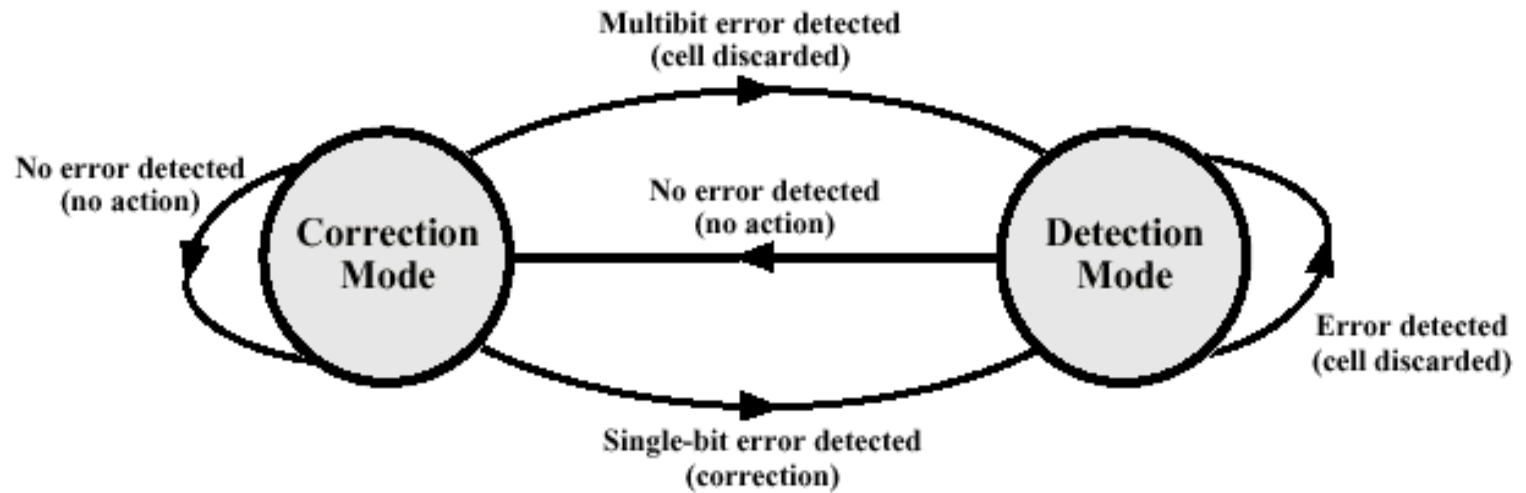 Multibit error detected
(cell discarded)
No error detected
(no action)
No error detected
(no action)
Correction
Mode
Detection
Mode
Error detected
(cell discarded)
Single-bit error detected
(correction)